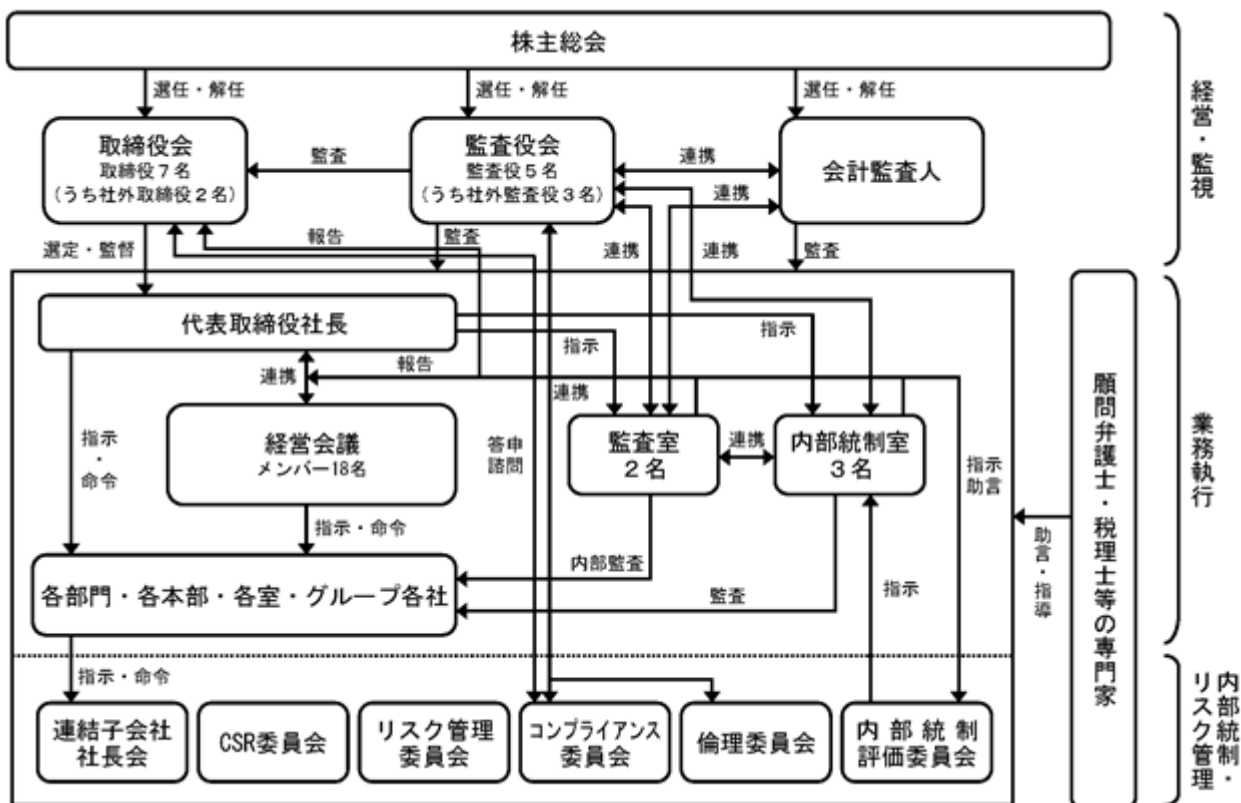 株主総会
選任・解任
選任・解任
選任・解任
取締役会
取締役7名
(うち社外取締役2名)
監査
監査役会
監査役5名
(うち社外監査役3名)
連携
連携
会計監査人
選定・監督
報告
監査
連携
連携
監査
代表取締役社長
指示
指示
連携
報告
連携
指示
・
命令
経営会議
メンバー18名
答申
諮問
監査室
2名
連携
内部統制室
3名
指示
助言
指示・命令
内部監査
監査
指示
各部門・各本部・各室・グループ各社
指示・命令
連結子会社
社長会
CSR委員会
リスク管理
委員会
コンプライアンス
委員会
倫理委員会
内部統制
評価委員会
助言・指導
顧問弁護士・税理士等の専門家
経営・監視
業務執行
内部統制・
リスク管理